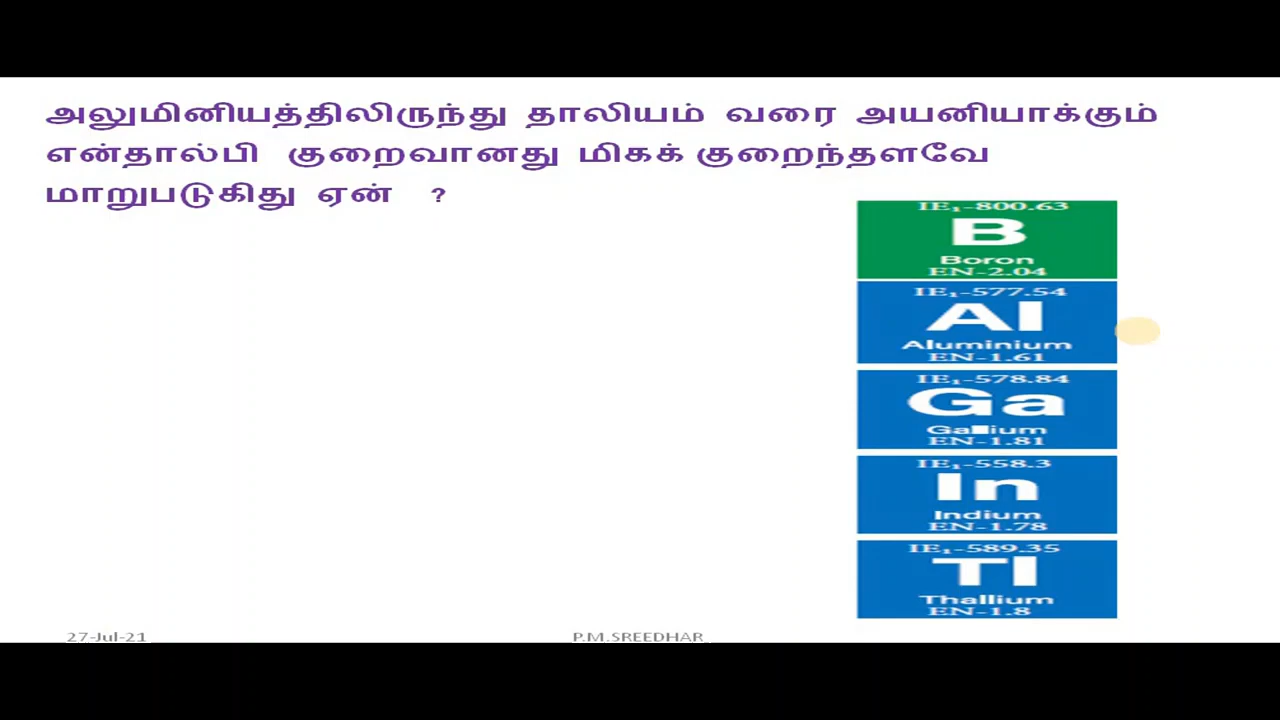 அலுமினியத்திலிருந்து தாலியம் வரை அயனியாக்கும்
என்தால்பி குறைவானது மிகக் குறைந்தளவே
மாறுபடுகிது ஏன் ?
IE₁-800.63
B
Boron
EN-2.04
IE₁-577.54
Al
Aluminium
EN-1.61
IE₁-578.84
Ga
Gallium
EN-1.81
IE₁-558.3
In
Indium
EN-1.78
IE₁-589.35
Tl
Thallium
EN-1.8
27-Jul-21
P.M.SREEDHAR